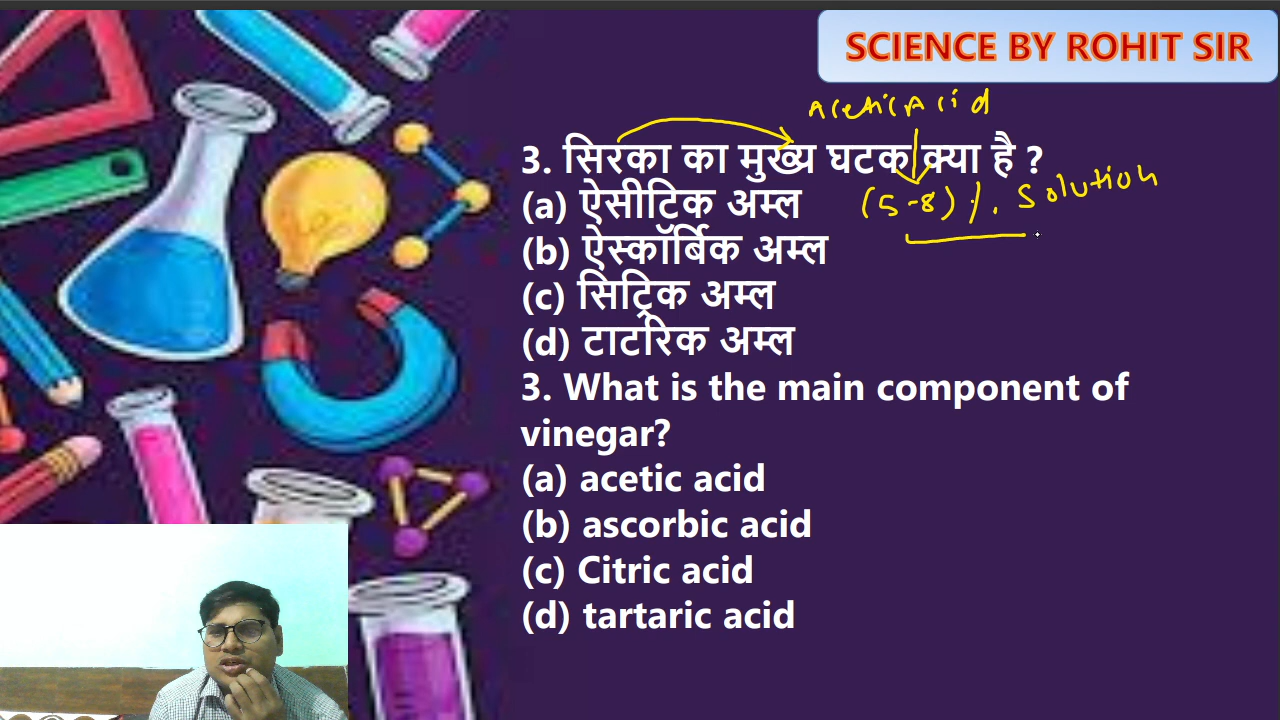 SCIENCE BY ROHIT SIR
Acetic Acid
3. सिरका का मुख्य घटक क्या है ?
(a) ऐसीटिक अम्ल
(5-8) %. Solution
(b) ऐस्कॉर्बिक अम्ल
(c) सिट्रिक अम्ल
(d) टाटरिक अम्ल
3. What is the main component of
vinegar?
(a) acetic acid
(b) ascorbic acid
(c) Citric acid
(d) tartaric acid